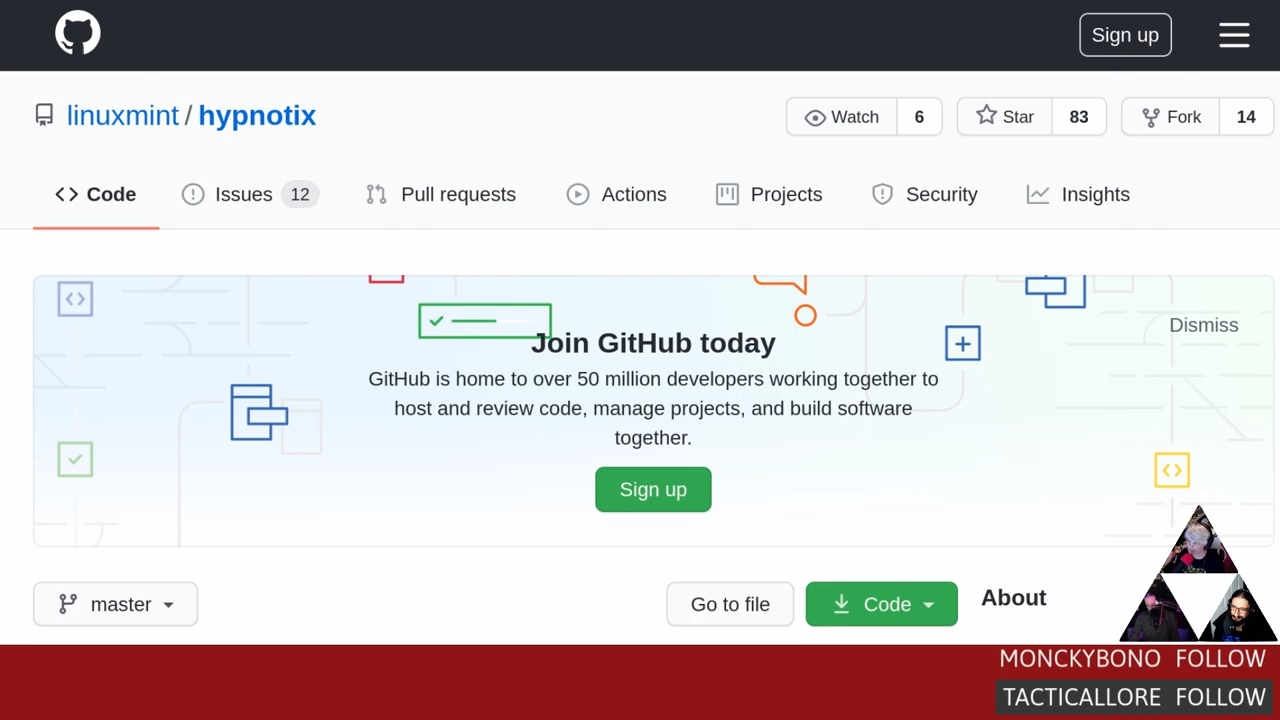 Sign up
linuxmint / hypnotix
Watch 6 Star 83 Fork 14
Code Issues 12 Pull requests Actions Projects Security Insights
Dismiss
Join GitHub today
GitHub is home to over 50 million developers working together to
host and review code, manage projects, and build software
together.
Sign up
master Go to file Code About
MONCKYBONO FOLLOW
TACTICALLORE FOLLOW